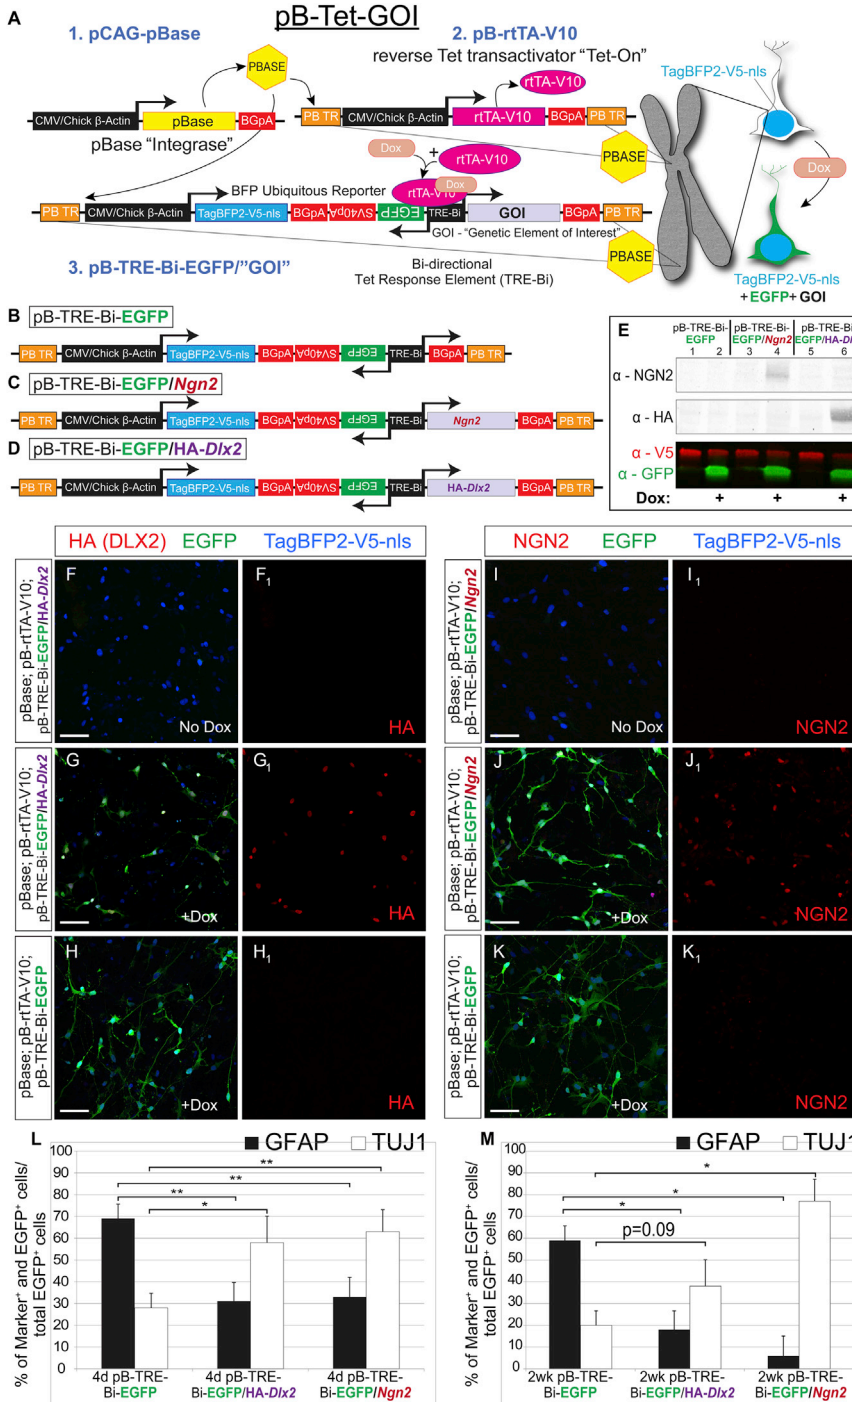 A
pB-Tet-GOI
1. pCAG-pBase
2. pB-rtTA-V10
reverse Tet transactivator “Tet-On”
PBASE
rtTA-V10
TagBFP2-V5-nls
CMV/Chick β-Actin
pBase
BGpA
PB TR
CMV/Chick β-Actin
rtTA-V10
BGpA
PB TR
pBase “Integrase”
Dox
+
rtTA-V10
PBASE
Dox
rtTA-V10
Dox
BFP Ubiquitous Reporter
PB TR
CMV/Chick β-Actin
TagBFP2-V5-nls
BGpA
SV40pA
EGFP
TRE-Bi
GOI
BGpA
PB TR
GOI - “Genetic Element of Interest”
PBASE
3. pB-TRE-Bi-EGFP/”GOI”
Bi-directional
Tet Response Element (TRE-Bi)
TagBFP2-V5-nls
+EGFP+ GOI
B
pB-TRE-Bi-EGFP
PB TR
CMV/Chick β-Actin
TagBFP2-V5-nls
BGpA
SV40pA
EGFP
TRE-Bi
BGpA
PB TR
C
pB-TRE-Bi-EGFP/Ngn2
PB TR
CMV/Chick β-Actin
TagBFP2-V5-nls
BGpA
SV40pA
EGFP
TRE-Bi
Ngn2
BGpA
PB TR
D
pB-TRE-Bi-EGFP/HA-Dlx2
PB TR
CMV/Chick β-Actin
TagBFP2-V5-nls
BGpA
SV40pA
EGFP
TRE-Bi
HA-Dlx2
BGpA
PB TR
E
pB-TRE-Bi-
EGFP
pB-TRE-Bi-
EGFP/Ngn2
pB-TRE-Bi-
EGFP/HA-Dlx2
1 2 3 4 5 6
α - NGN2
α - HA
α - V5
α - GFP
Dox: + + +
HA (DLX2) EGFP TagBFP2-V5-nls
NGN2 EGFP TagBFP2-V5-nls
pBase; pB-rtTA-V10;
pB-TRE-Bi-EGFP/HA-Dlx2
F
No Dox
F1
HA
pBase; pB-rtTA-V10;
pB-TRE-Bi-EGFP/Ngn2
I
No Dox
I1
NGN2
pBase; pB-rtTA-V10;
pB-TRE-Bi-EGFP/HA-Dlx2
G
+Dox
G1
HA
pBase; pB-rtTA-V10;
pB-TRE-Bi-EGFP/Ngn2
J
+Dox
J1
NGN2
pBase; pB-rtTA-V10;
pB-TRE-Bi-EGFP
H
+Dox
H1
HA
pBase; pB-rtTA-V10;
pB-TRE-Bi-EGFP
K
+Dox
K1
NGN2
L
GFAP TUJ1
% of Marker+ and EGFP+ cells/
total EGFP+ cells
100
90
80
70
60
50
40
30
20
10
0
**
**
**
*
4d pB-TRE-
Bi-EGFP
4d pB-TRE-
Bi-EGFP/HA-Dlx2
4d pB-TRE-
Bi-EGFP/Ngn2
M
GFAP TUJ1
% of Marker+ and EGFP+ cells/
total EGFP+ cells
100
90
80
70
60
50
40
30
20
10
0
*
*
*
p=0.09
2wk pB-TRE-
Bi-EGFP
2wk pB-TRE-
Bi-EGFP/HA-Dlx2
2wk pB-TRE-
Bi-EGFP/Ngn2